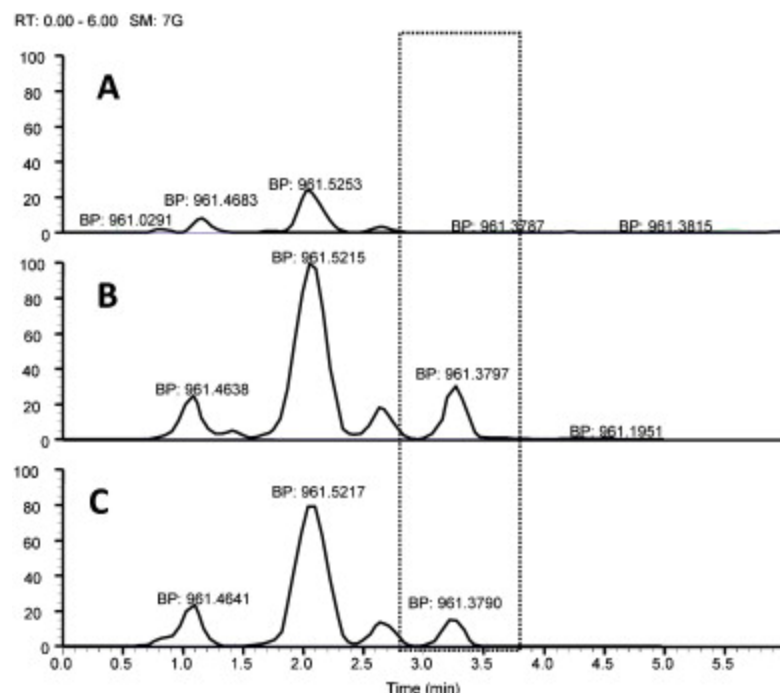 RT: 0.00 - 6.00 SM: 7G
100
A
80
60
40
BP: 961.5253
20
BP: 961.4683
BP: 961.0291
BP: 961.3787
BP: 961.3815
0
BP: 961.5215
100
B
80
60
40
BP: 961.3797
BP: 961.4638
20
BP: 961.1951
0
100
BP: 961.5217
C
80
60
40
BP: 961.4641
BP: 961.3790
20
0
0.0 0.5 1.0 1.5 2.0 2.5 3.0 3.5 4.0 4.5 5.0 5.5
Time (min)